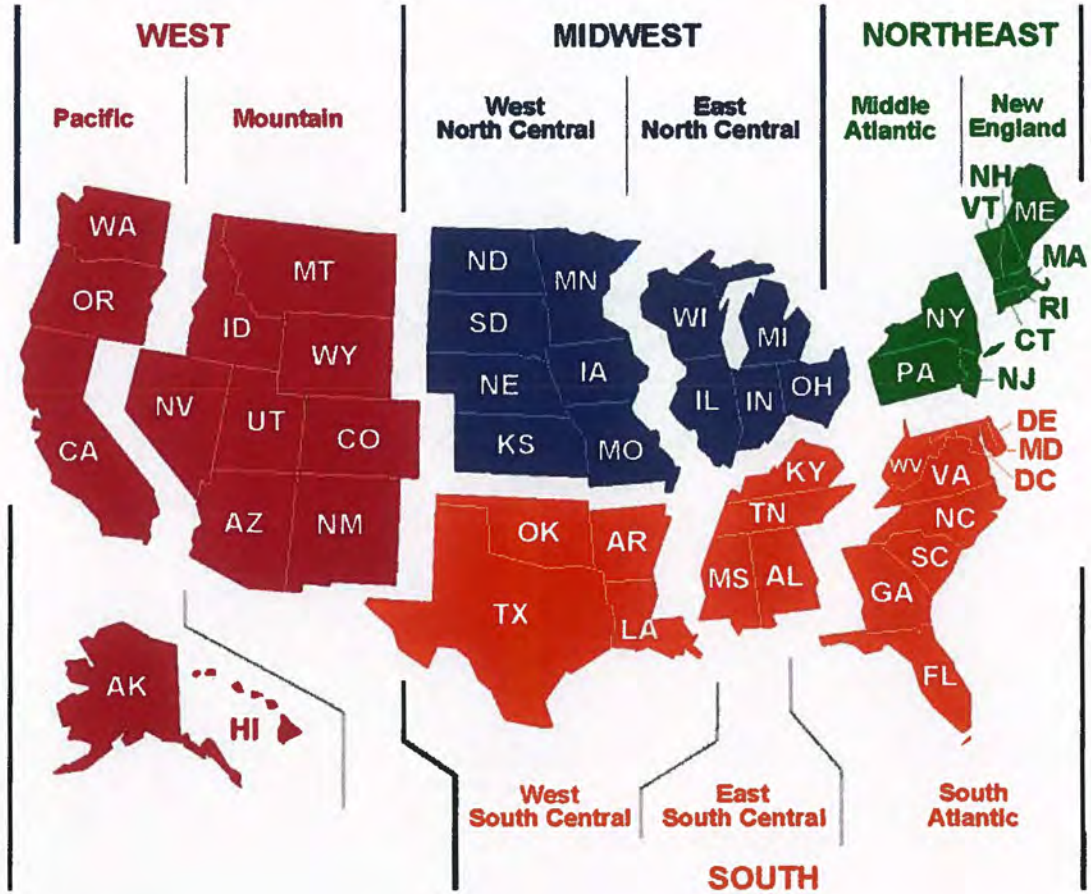 WEST
MIDWEST
NORTHEAST
Pacific
Mountain
West
North Central
East
North Central
Middle
Atlantic
New
England
WA
OR
CA
AK
HI
MT
ID
WY
NV
UT
CO
AZ
NM
ND
MN
SD
NE
IA
KS
MO
WI
MI
IL
IN
OH
NH
VT
ME
MA
RI
CT
NY
PA
NJ
DE
MD
DC
WV
VA
NC
SC
GA
FL
KY
TN
MS
AL
OK
AR
TX
LA
West
South Central
East
South Central
South
Atlantic
SOUTH